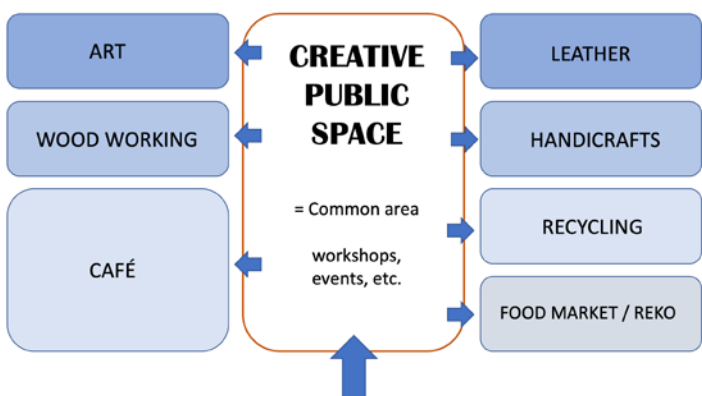 ART
WOOD WORKING
CAFÉ
CREATIVE
PUBLIC
SPACE
= Common area
workshops,
events, etc.
LEATHER
HANDICRAFTS
RECYCLING
FOOD MARKET / REKO